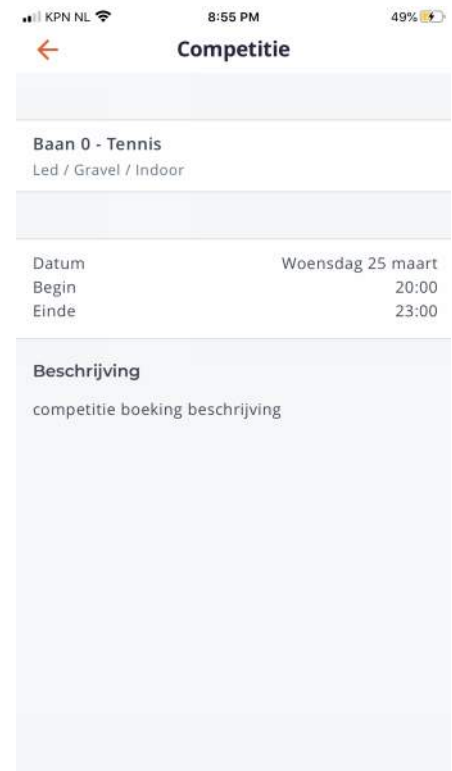 KPN NL 8:55 PM 49%
Competitie
Baan 0 - Tennis
Led / Gravel / Indoor
Datum Woensdag 25 maart
Begin 20:00
Einde 23:00
Beschrijving
competitie boeking beschrijving